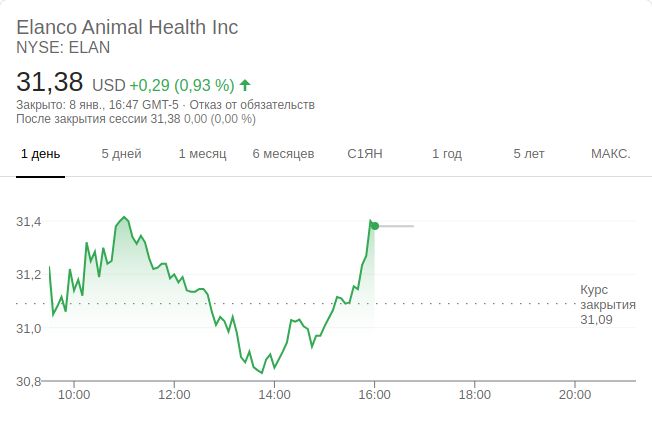 Elanco Animal Health Inc
NYSE: ELAN
31,38 USD +0,29 (0,93 %)
Закрыто: 8 янв., 16:47 GMT-5 · Отказ от обязательств
После закрытия сессии 31,38 0,00 (0,00 %)
1 день 5 дней 1 месяц 6 месяцев С1ЯН 1 год 5 лет МАКС.
31,4
31,2
Курс
закрытия
31,09
31,0
30,8
10:00 12:00 14:00 16:00 18:00 20:00